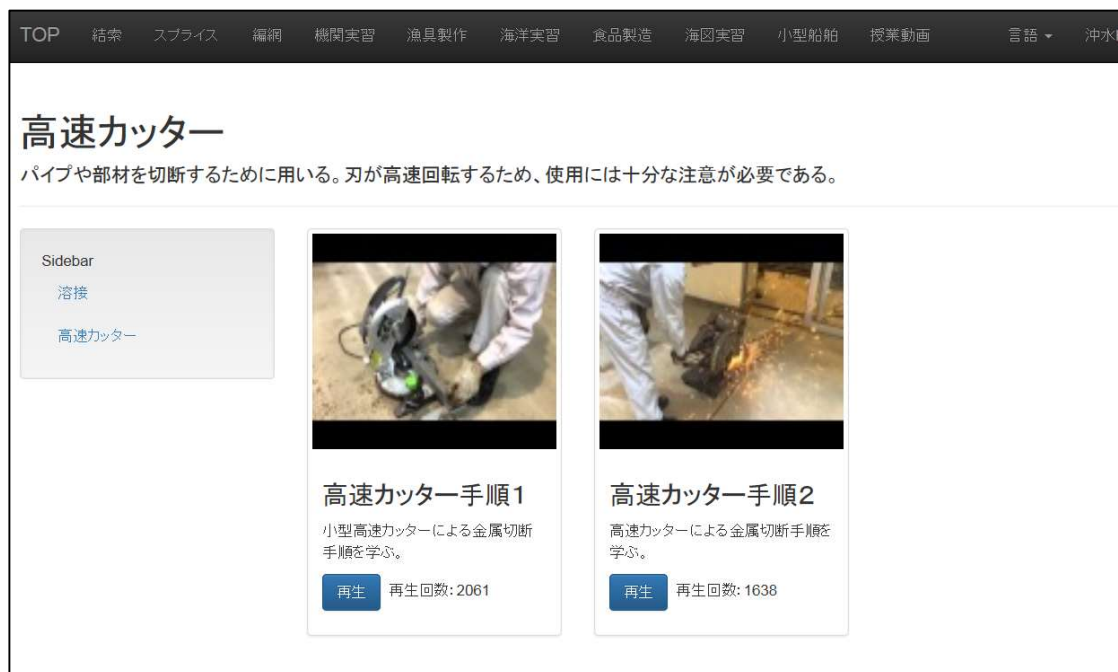 TOP 結索 スプライス 編網 機関実習 漁具製作 海洋実習 食品製造 海図実習 小型船舶 授業動画 言語 沖水
高速カッター
パイプや部材を切断するために用いる。刃が高速回転するため、使用には十分な注意が必要である。
Sidebar
溶接
高速カッター
高速カッター手順1
小型高速カッターによる金属切断
手順を学ぶ。
再生 再生回数: 2061
高速カッター手順2
高速カッターによる金属切断手順を
学ぶ。
再生 再生回数: 1638